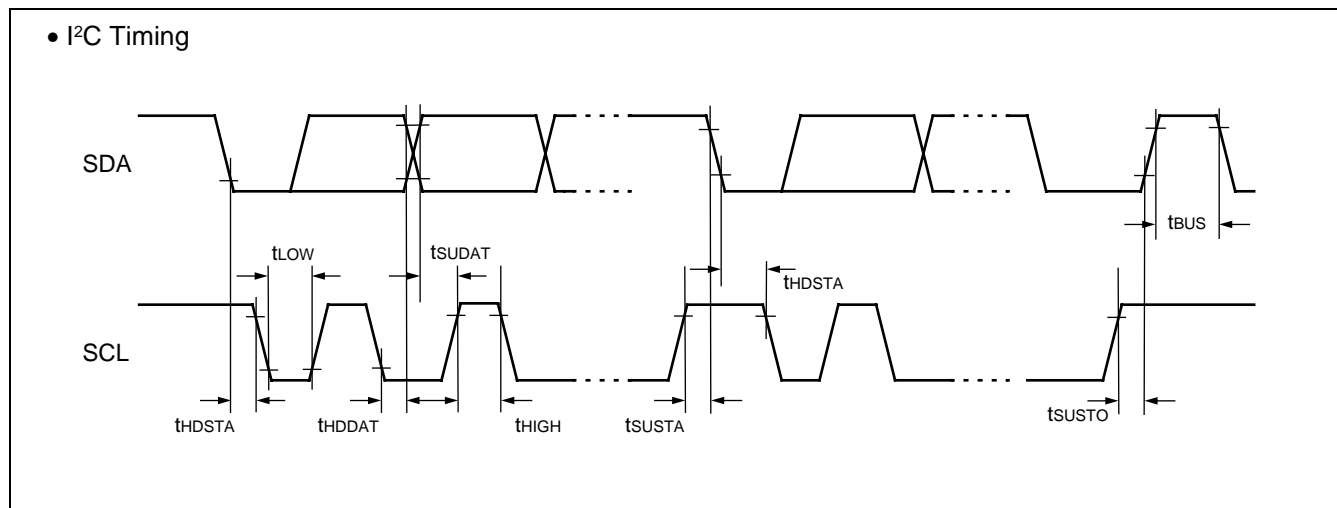 • I²C Timing
SDA
tBUS
tLOW
tSUDAT
tHDSTA
SCL
tHDSTA
tHDDAT
tHIGH
tSUSTA
tSUSTO